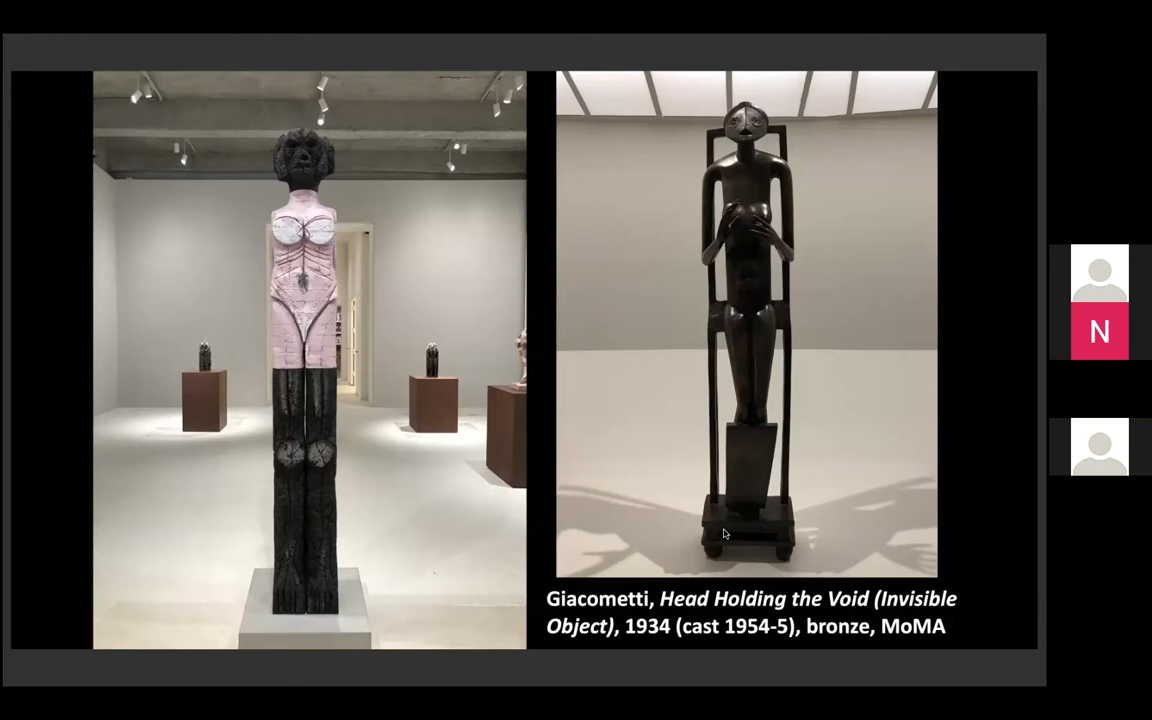 N
Giacometti, Head Holding the Void (Invisible
Object), 1934 (cast 1954-5), bronze, MoMA